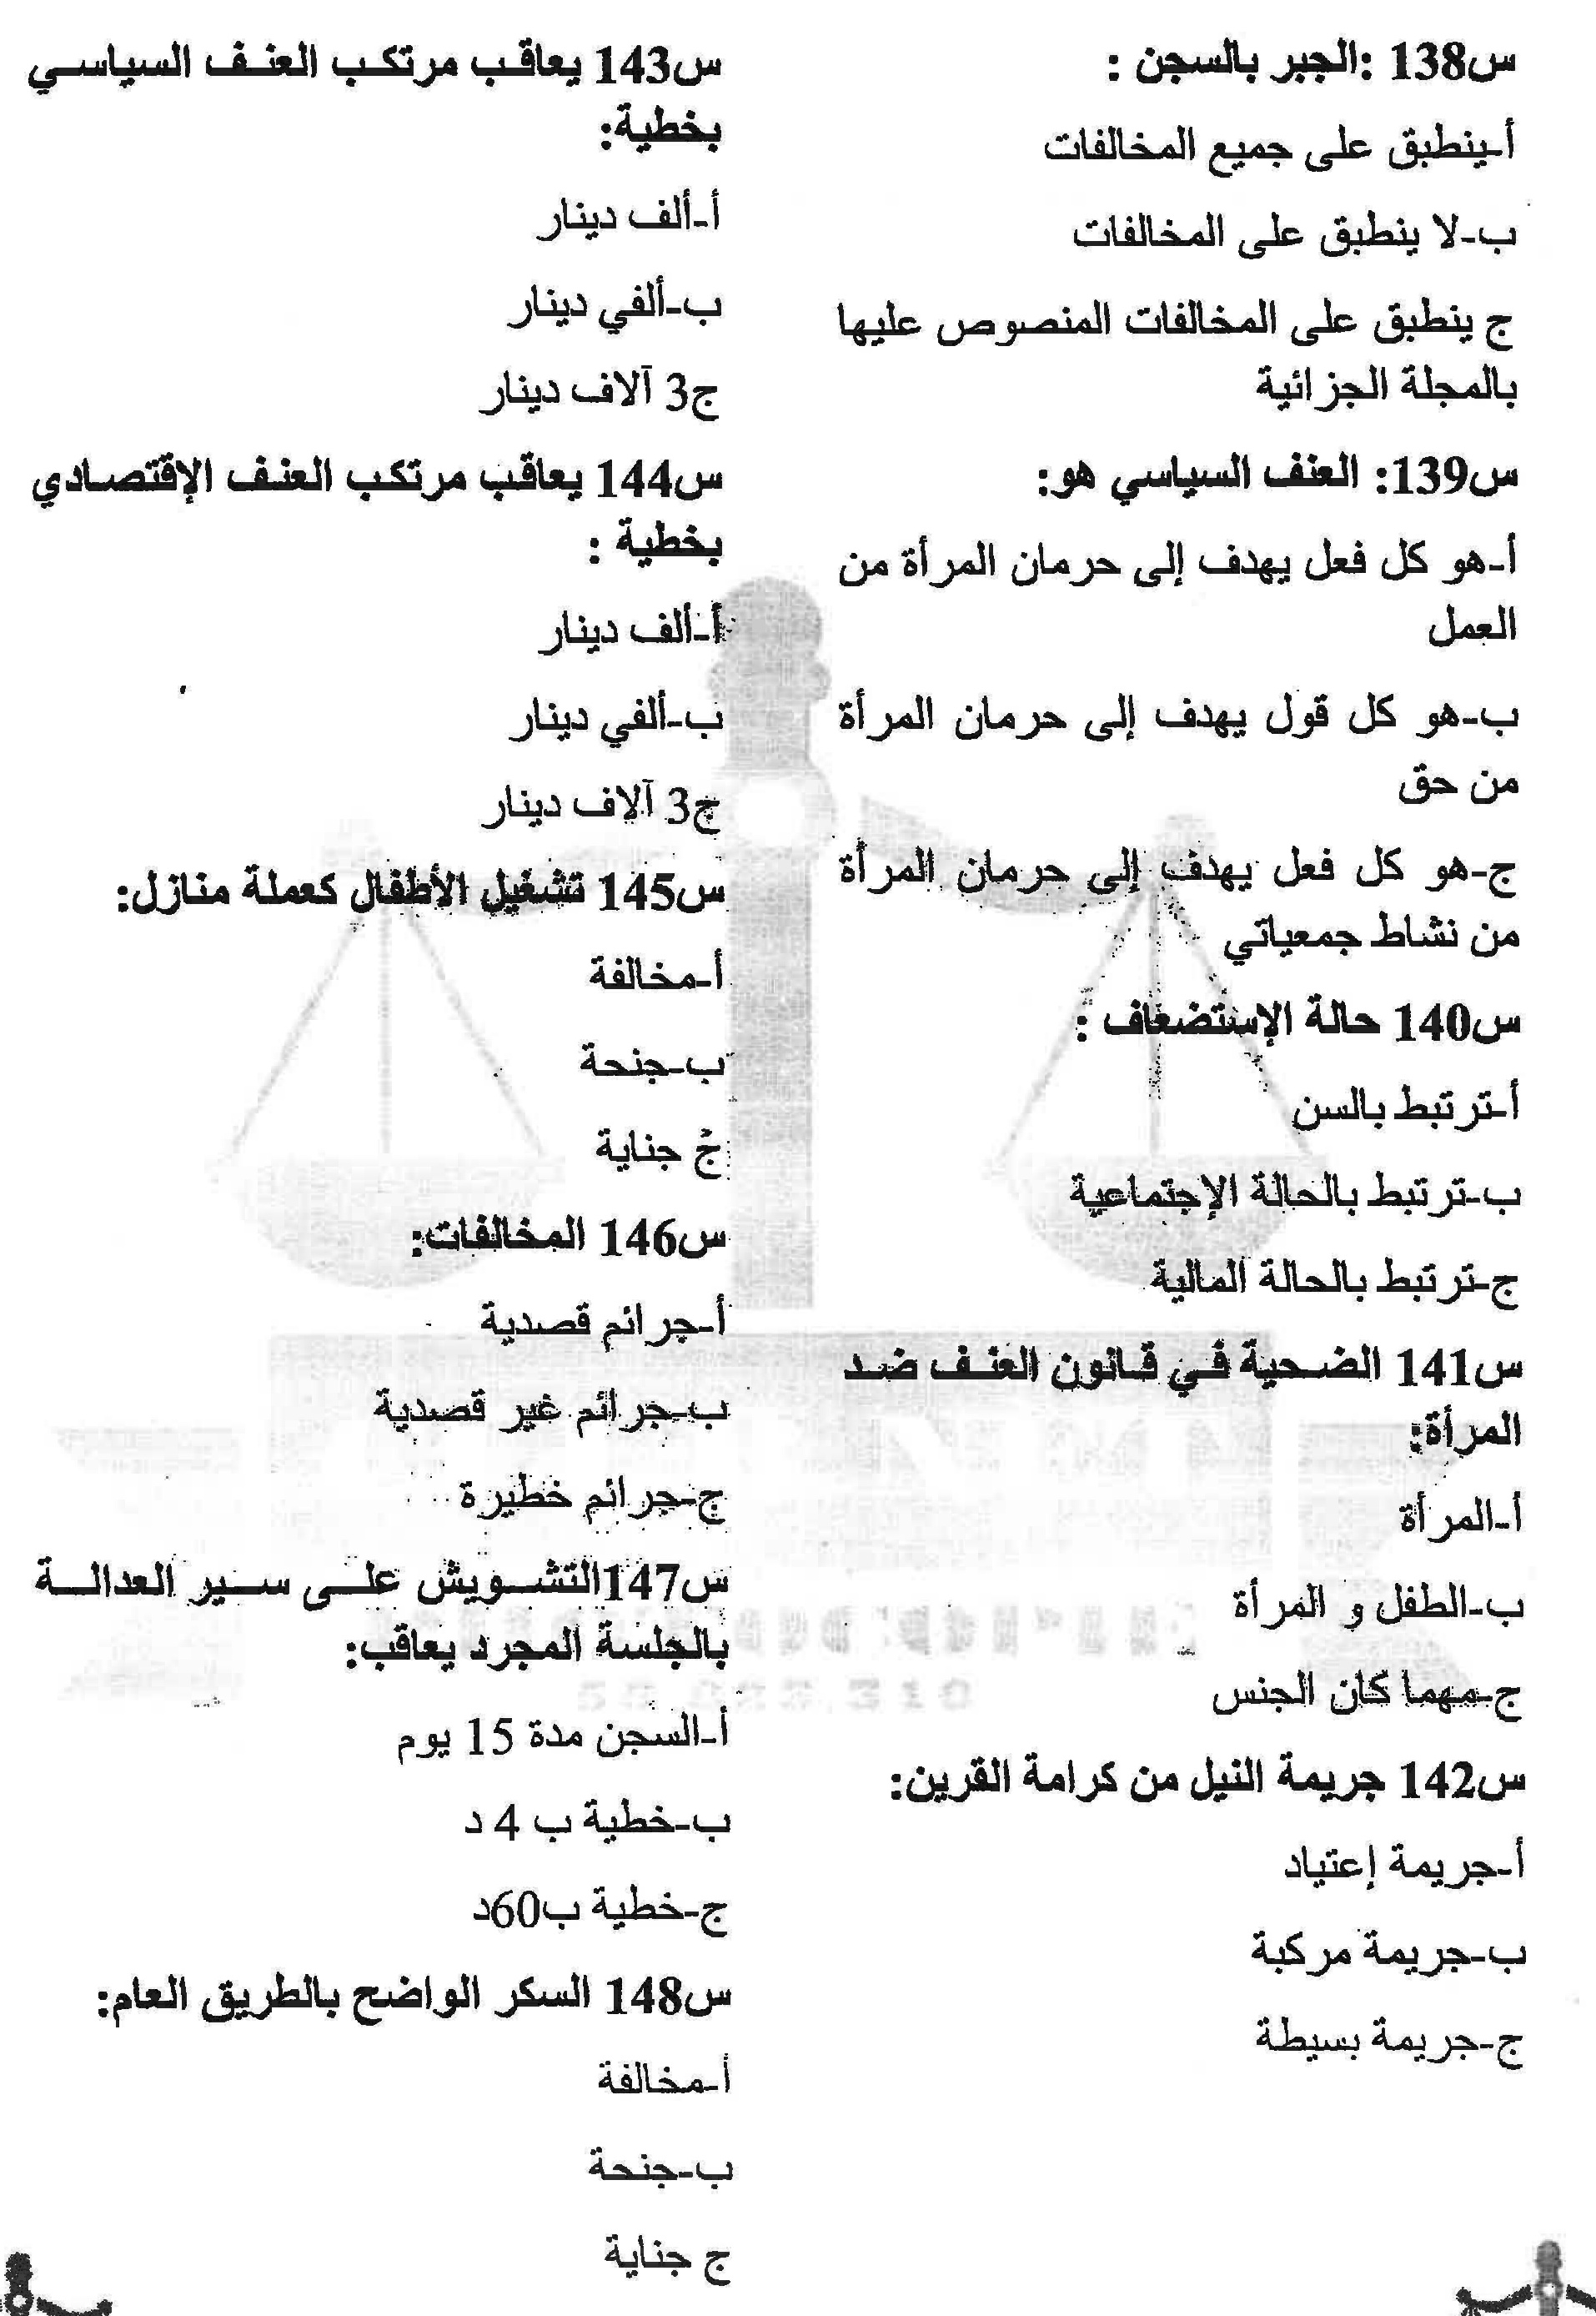 س138 :الجبر بالسجن :
أ-ينطبق على جميع المخالفات
ب-لا ينطبق على المخالفات
ج ينطبق على المخالفات المنصوص عليها
بالمجلة الجزائية
س139: العنف السياسي هو:
أ-هو كل فعل يهدف إلى حرمان المرأة من
العمل
ب-هو كل قول يهدف إلى حرمان المرأة
من حق
ج-هو كل فعل يهدف إلى حرمان المرأة
من نشاط جمعياتي
س140 حالة الإستضعاف :
أ-ترتبط بالسن
ب-ترتبط بالحالة الإجتماعية
ج-ترتبط بالحالة المالية
س141 الضحية في قانون العنف ضد
المرأة:
أ-المرأة
ب-الطفل و المرأة
ج-مهما كان الجنس
س142 جريمة النيل من كرامة القرين:
أ-جريمة إعتياد
ب-جريمة مركبة
ج-جريمة بسيطة
س143 يعاقب مرتكب العنف السياسي
بخطية:
أ-ألف دينار
ب-ألفي دينار
ج3 آلاف دينار
س144 يعاقب مرتكب العنف الإقتصادي
بخطية :
أ-ألف دينار
ب-ألفي دينار
ج3 آلاف دينار
س145 تشغيل الأطفال كعملة منازل:
أ-مخالفة
ب-جنحة
ج جناية
س146 المخالفات:
أ-جرائم قصدية
ب-جرائم غير قصدية
ج-جرائم خطيرة
س147التشويش على سير العدالة
بالجلسة المجرد يعاقب:
أ-السجن مدة 15 يوم
ب-خطية ب 4 د
ج-خطية ب60د
س148 السكر الواضح بالطريق العام:
أ-مخالفة
ب-جنحة
ج جناية